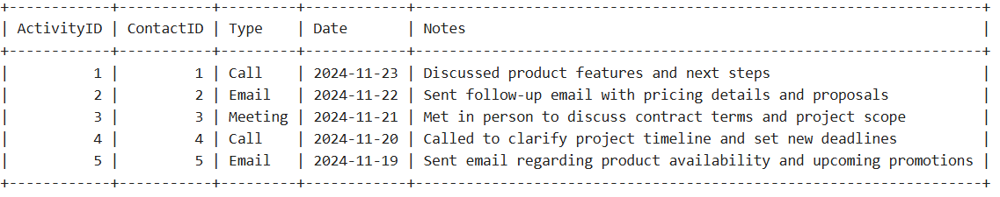 +------------+-----------+---------+------------+--------------------------------------------------------------------+
| ActivityID | ContactID | Type    | Date       | Notes                                                              |
+------------+-----------+---------+------------+--------------------------------------------------------------------+
|          1 |         1 | Call    | 2024-11-23 | Discussed product features and next steps                          |
|          2 |         2 | Email   | 2024-11-22 | Sent follow-up email with pricing details and proposals            |
|          3 |         3 | Meeting | 2024-11-21 | Met in person to discuss contract terms and project scope          |
|          4 |         4 | Call    | 2024-11-20 | Called to clarify project timeline and set new deadlines           |
|          5 |         5 | Email   | 2024-11-19 | Sent email regarding product availability and upcoming promotions |
+------------+-----------+---------+------------+--------------------------------------------------------------------+